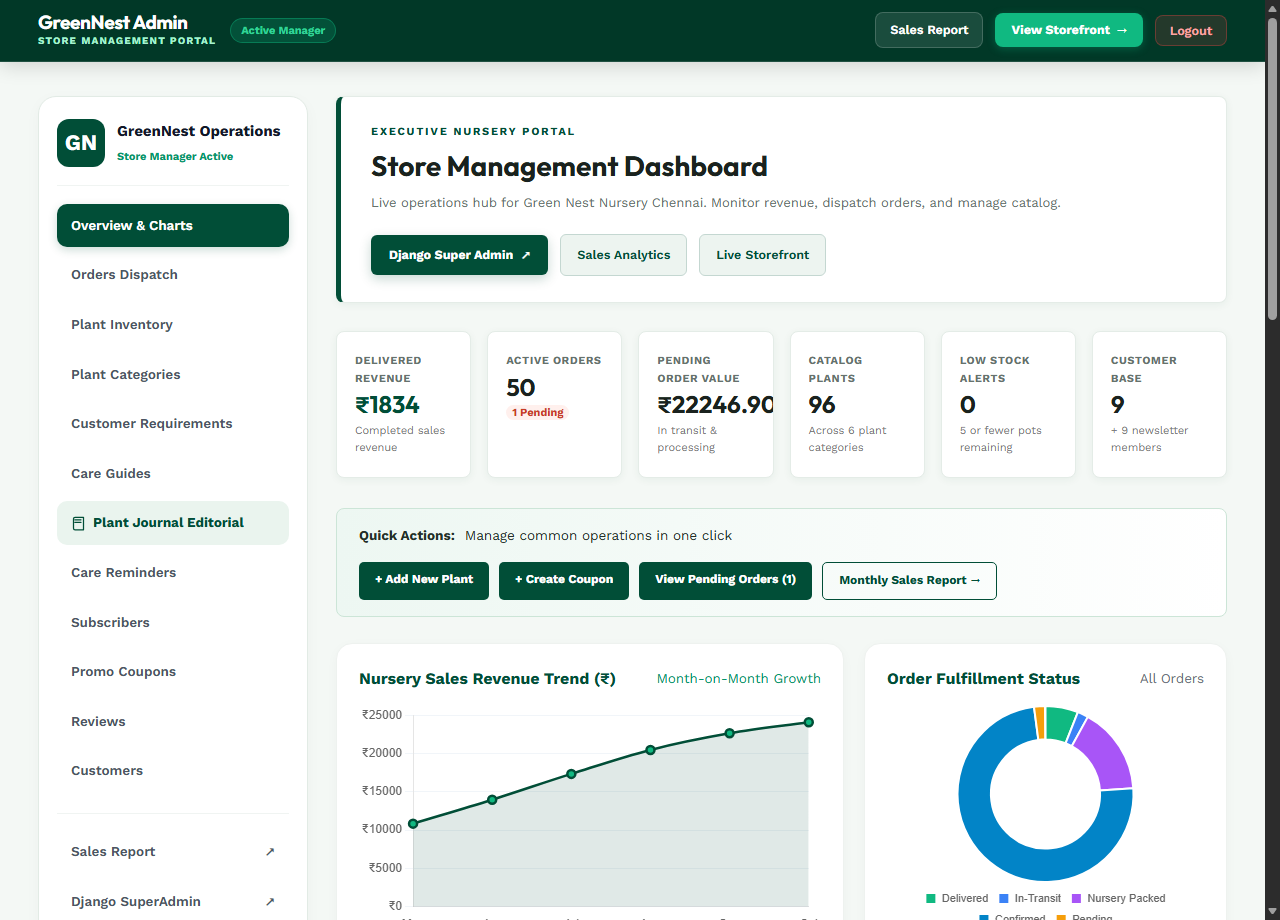 GreenNest Admin
STORE MANAGEMENT PORTAL
Active Manager
Sales Report
View Storefront →
Logout
GN
GreenNest Operations
Store Manager Active
Overview & Charts
Orders Dispatch
Plant Inventory
Plant Categories
Customer Requirements
Care Guides
Plant Journal Editorial
Care Reminders
Subscribers
Promo Coupons
Reviews
Customers
Sales Report ↗
Django SuperAdmin ↗
EXECUTIVE NURSERY PORTAL
Store Management Dashboard
Live operations hub for Green Nest Nursery Chennai. Monitor revenue, dispatch orders, and manage catalog.
Django Super Admin ↗
Sales Analytics
Live Storefront
DELIVERED
REVENUE
₹1834
Completed sales
revenue
ACTIVE ORDERS
50
1 Pending
PENDING
ORDER VALUE
₹22246.90
In transit &
processing
CATALOG
PLANTS
96
Across 6 plant
categories
LOW STOCK
ALERTS
0
5 or fewer pots
remaining
CUSTOMER
BASE
9
+ 9 newsletter
members
Quick Actions: Manage common operations in one click
+ Add New Plant
+ Create Coupon
View Pending Orders (1)
Monthly Sales Report →
Nursery Sales Revenue Trend (₹)
Month-on-Month Growth
₹25000
₹20000
₹15000
₹10000
₹5000
₹0
Order Fulfillment Status
All Orders
Delivered
In-Transit
Nursery Packed
Confirmed
Pending